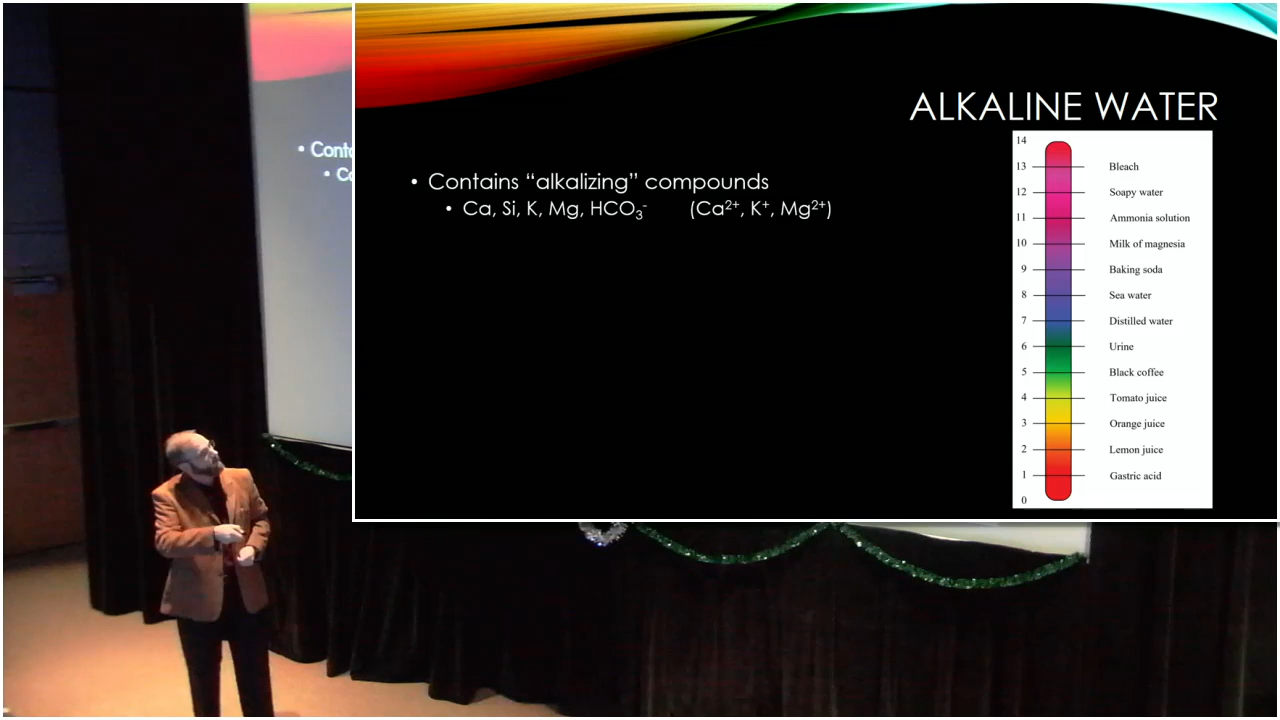 ALKALINE WATER
• Contains “alkalizing” compounds
• Ca, Si, K, Mg, HCO₃⁻ (Ca²⁺, K⁺, Mg²⁺)
14
13 Bleach
12 Soapy water
11 Ammonia solution
10 Milk of magnesia
9 Baking soda
8 Sea water
7 Distilled water
6 Urine
5 Black coffee
4 Tomato juice
3 Orange juice
2 Lemon juice
1 Gastric acid
0